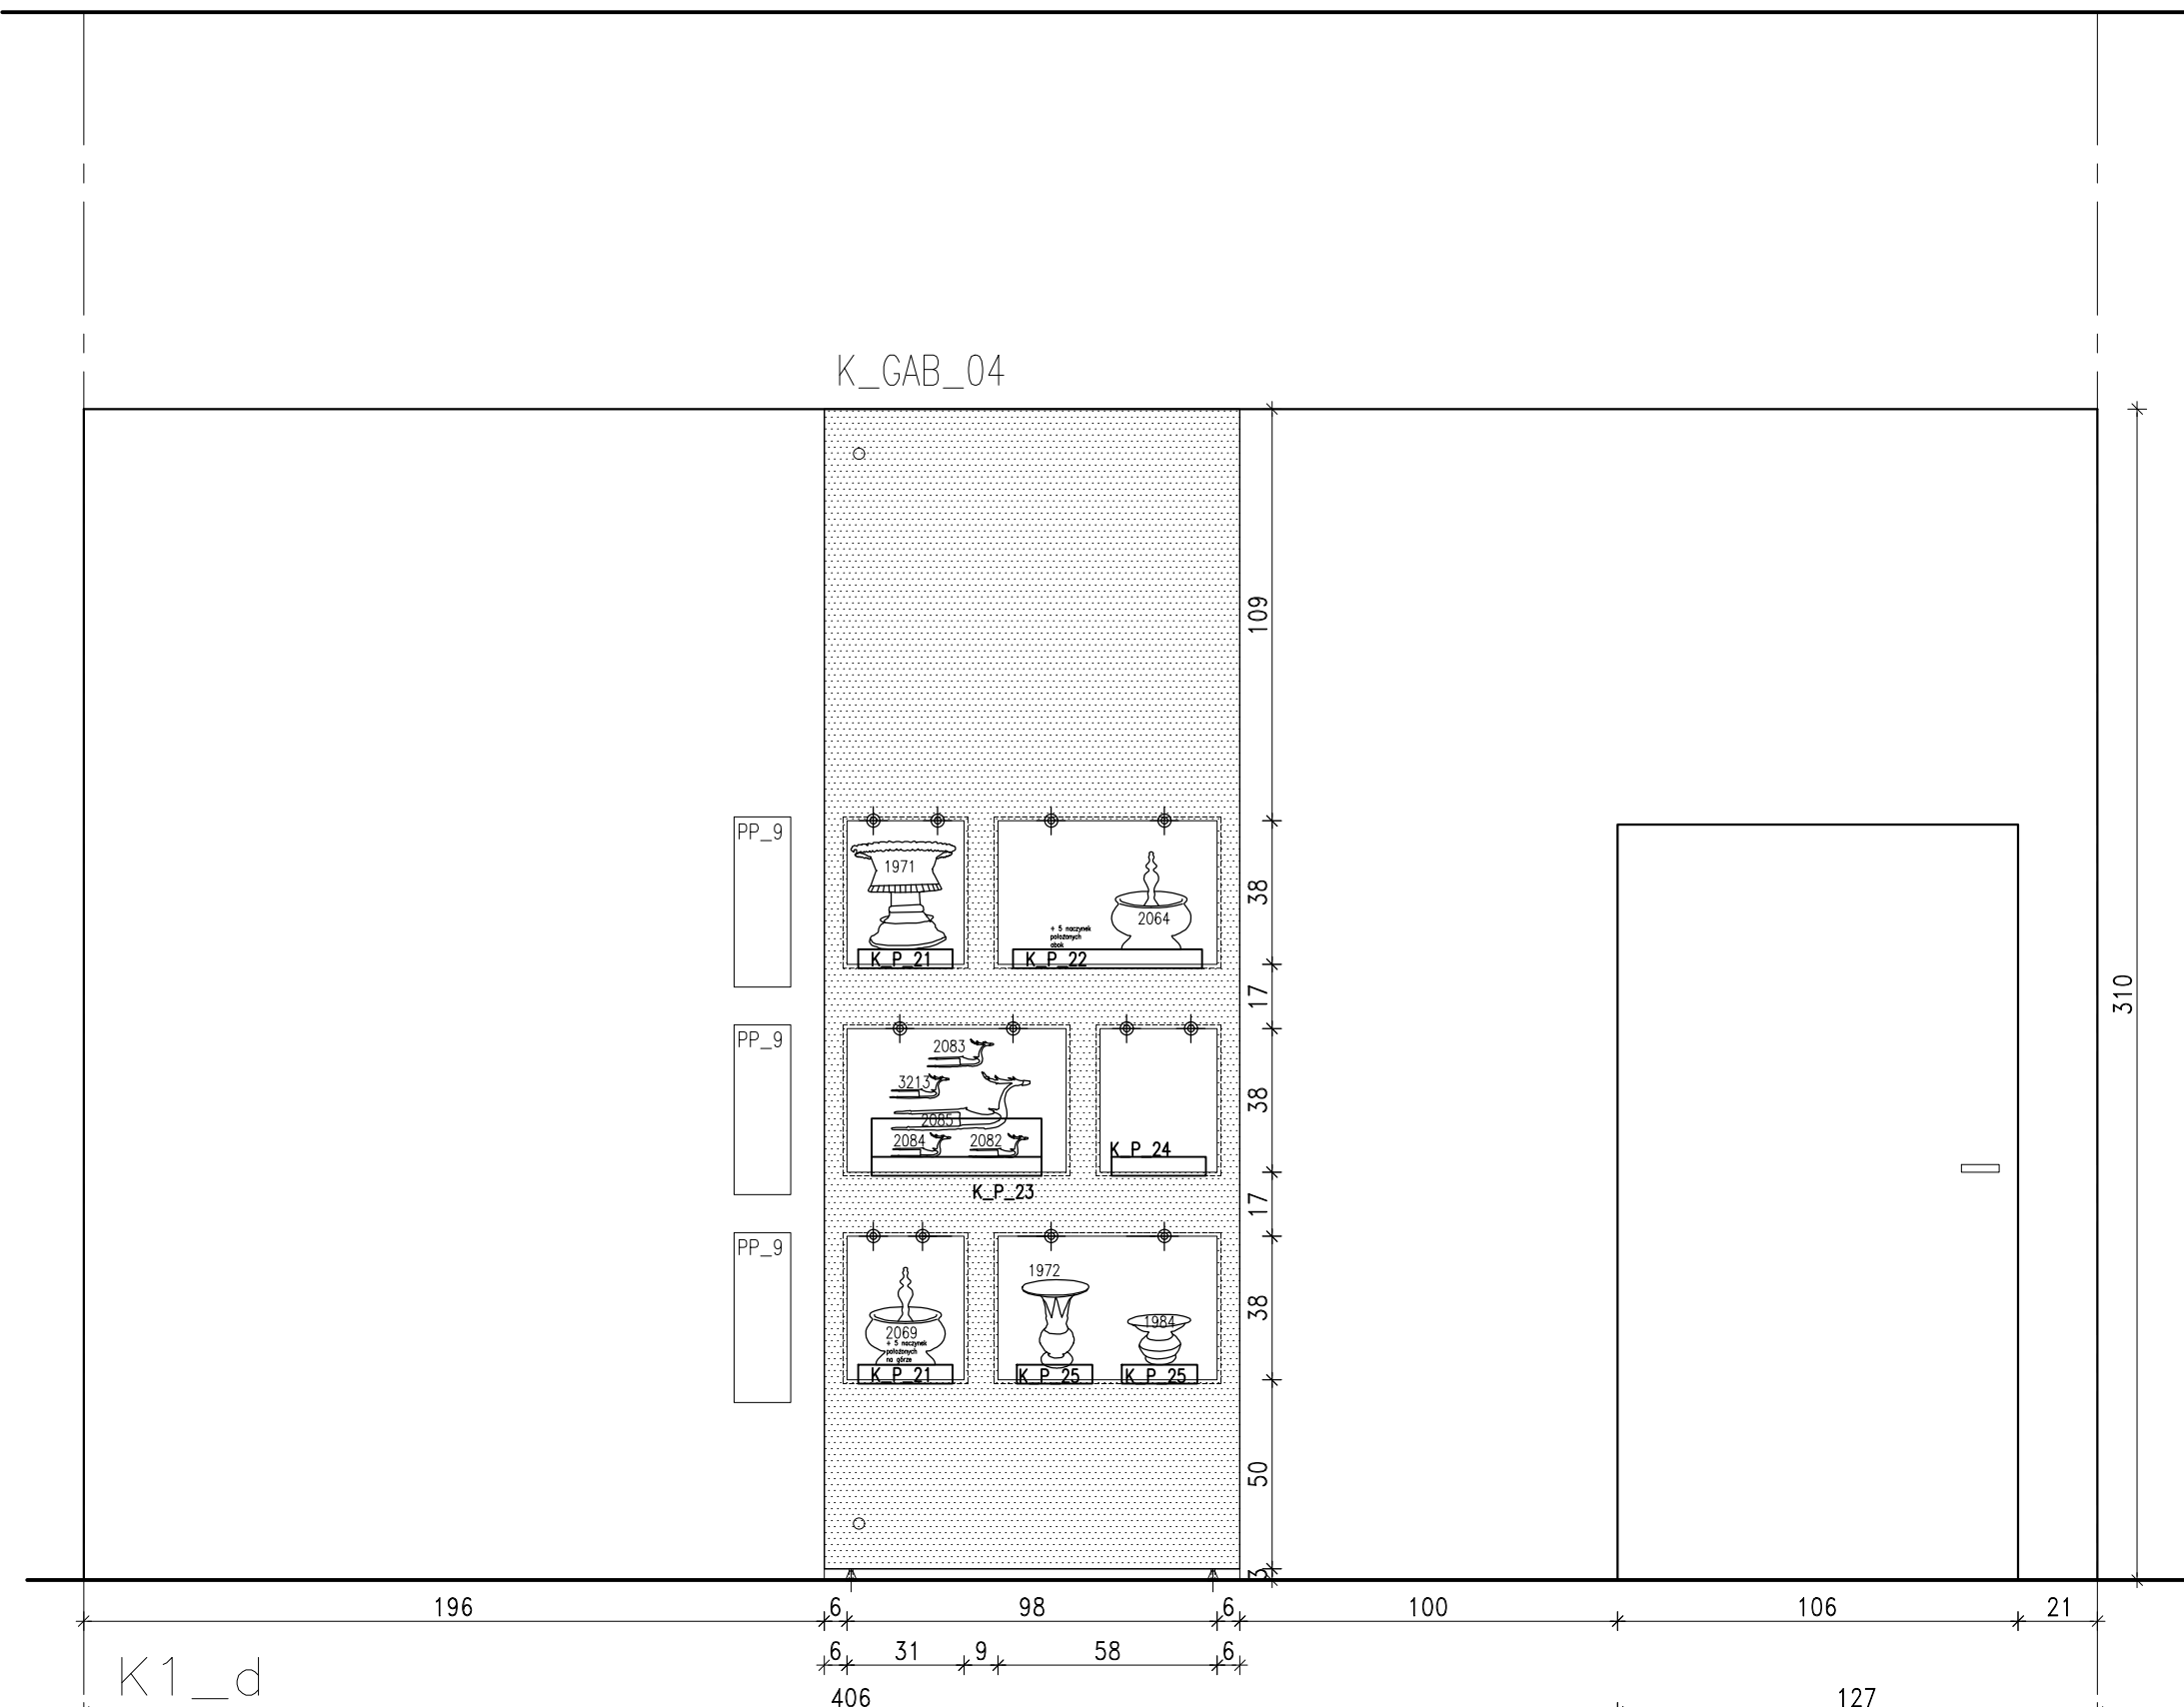 K_GAB_04
109
PP_9
1971
2064
38
+ 5 naczynek
położonych
obok
K_P_21
K_P_22
17
310
PP_9
2083
3213
2085
2084
2082
38
K_P_24
K_P_23
17
PP_9
1972
1984
2069
+ 5 naczynek
położonych
na górze
38
K_P_21
K_P_25
K_P_25
50
3
196
6
98
6
100
106
21
6
31
9
58
6
K1_d
406
127